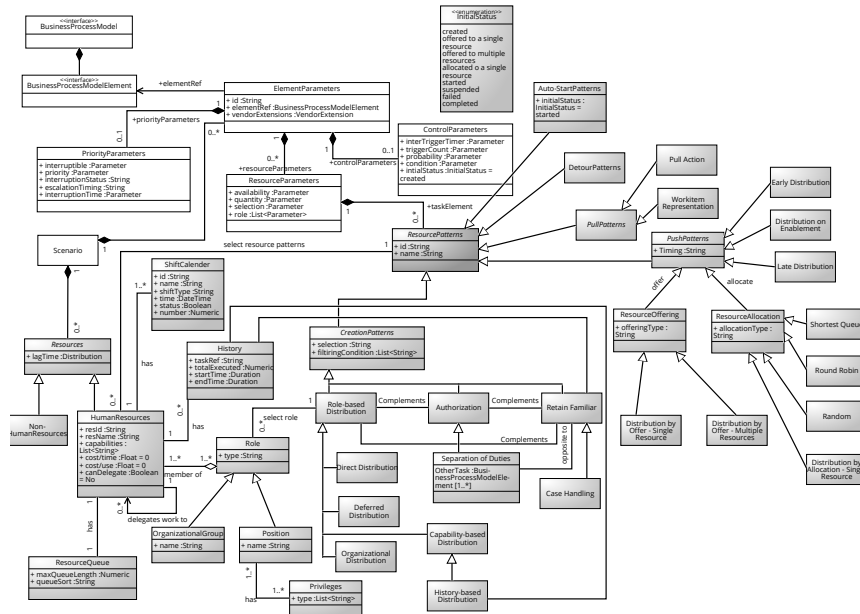 <<interface>>
BusinessProcessModel
<<interface>>
BusinessProcessModelElement
+elementRef
ElementParameters
+ id :String
+ elementRef :BusinessProcessModelElement
+ vendorExtensions :VendorExtension
<<enumeration>>
InitialStatus
created
offered to a single
resource
offered to multiple
resources
allocated o a single
resource
started
suspended
failed
completed
Auto-StartPatterns
+ initialStatus :
InitialStatus =
started
1
+priorityParameters
0..1
0..*
1
1
0..*
+resourceParameters
0..1
+controlParameters
PriorityParameters
+ interruptible :Parameter
+ priority :Parameter
+ interruptionStatus :String
+ escalationTiming :String
+ interruptionTime :Parameter
ControlParameters
+ interTriggerTimer :Parameter
+ triggerCount :Parameter
+ probability :Parameter
+ condition :Parameter
+ intialStatus :InitialStatus =
created
ResourceParameters
+ availability :Parameter
+ quantity :Parameter
+ selection :Parameter
+ role :List<Parameter>
1
+taskElement
0..*
DetourPatterns
Pull Action
Workitem
Representation
PullPatterns
Early Distribution
Distribution on
Enablement
Late Distribution
PushPatterns
+ Timing :String
offer
allocate
Scenario
1
1
0..*
select resource patterns
1
ResourcePatterns
+ id :String
+ name :String
ShiftCalender
+ id :String
+ name :String
+ shiftType :String
+ time :DateTime
+ status :Boolean
+ number :Numeric
1..*
has
1
Resources
+ lagTime :Distribution
History
+ taskRef :String
+ totalExecuted :Numeric
+ startTime :Duration
+ endTime :Duration
0..*
has
1
CreationPatterns
+ selection :String
+ filtiringCondition :List<String>
ResourceOffering
+ offeringType :
String
ResourceAllocation
+ allocationType :
String
Shortest Queue
Round Robin
Random
Distribution by
Offer - Single
Resource
Distribution by
Offer - Multiple
Resources
Distribution by
Allocation - Single
Resource
Non-
HumanResources
0..*
HumanResources
+ resId :String
+ resName :String
+ capabilities :
List<String>
+ cost/time :Float = 0
+ cost/use :Float = 0
+ canDelegate :Boolean
= No
1..*
1..*
member of
1
0..*
delegates work to
Role
+ type :String
0..*
select role
1
Role-based
Distribution
Complements
Authorization
Complements
Retain Familiar
Complements
opposite to
Separation of Duties
OtherTask :Busi-
nessProcessModelEle-
ment [1..*]
Case Handling
Direct Distribution
Deferred
Distribution
Organizational
Distribution
Capability-based
Distribution
History-based
Distribution
1
has
1
ResourceQueue
+ maxQueueLength :Numeric
+ queueSort :String
OrganizationalGroup
+ name :String
Position
+ name :String
1..*
has
1..*
Privileges
+ type :List<String>